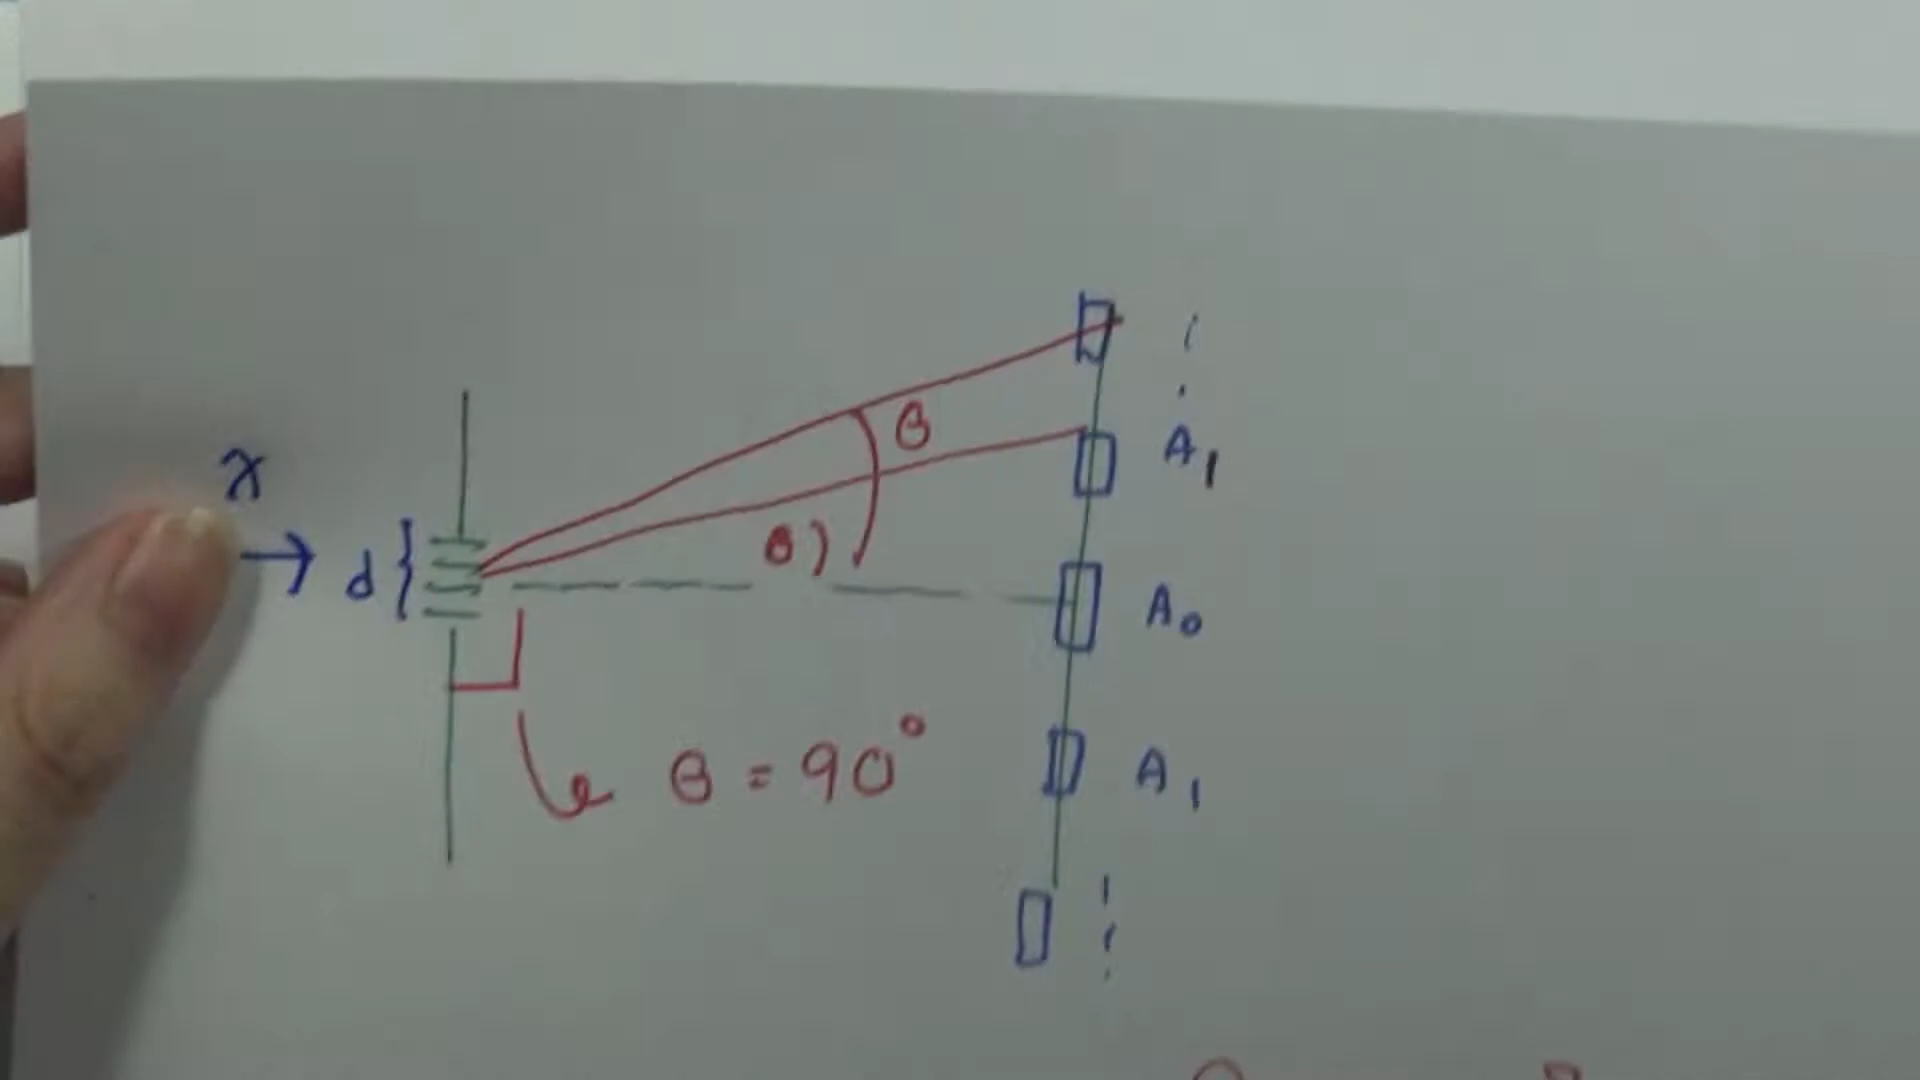 θ
A₁
λ
θ)
→ d {
A₀
θ = 90°
A₁